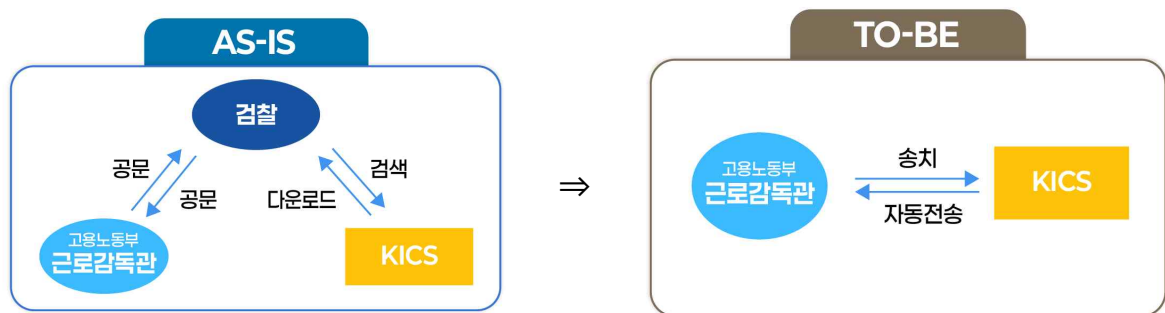 AS-IS
검찰
공문
공문
검색
다운로드
고용노동부
근로감독관
KICS
⇒
TO-BE
고용노동부
근로감독관
송치
자동전송
KICS